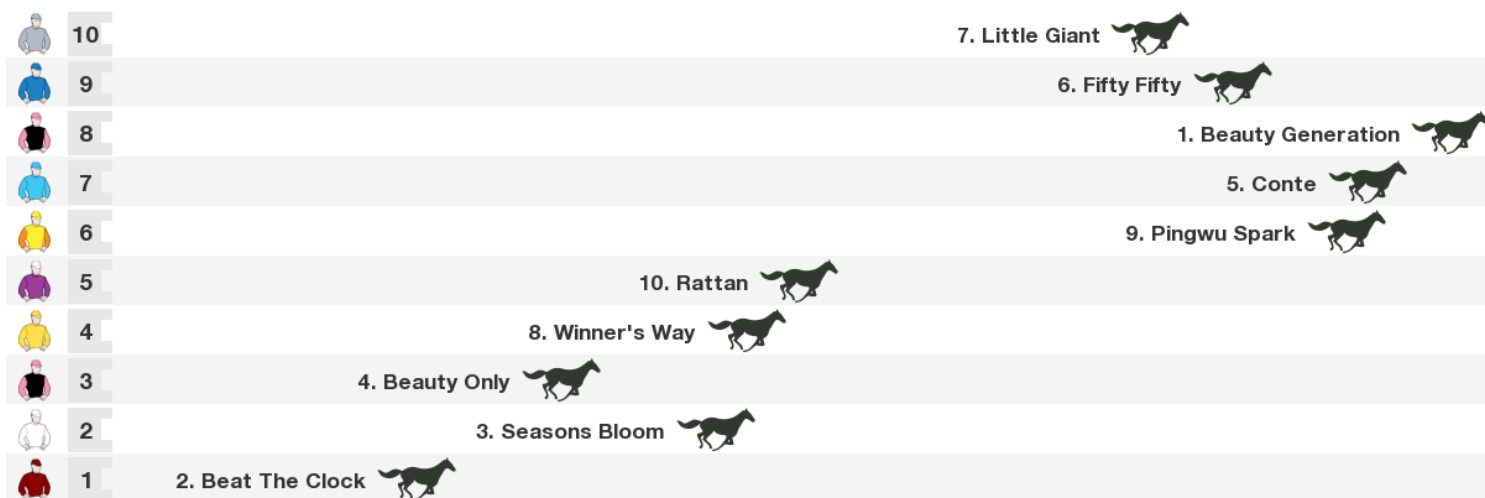 10 7. Little Giant
9 6. Fifty Fifty
8 1. Beauty Generation
7 5. Conte
6 9. Pingwu Spark
5 10. Rattan
4 8. Winner's Way
3 4. Beauty Only
2 3. Seasons Bloom
1 2. Beat The Clock